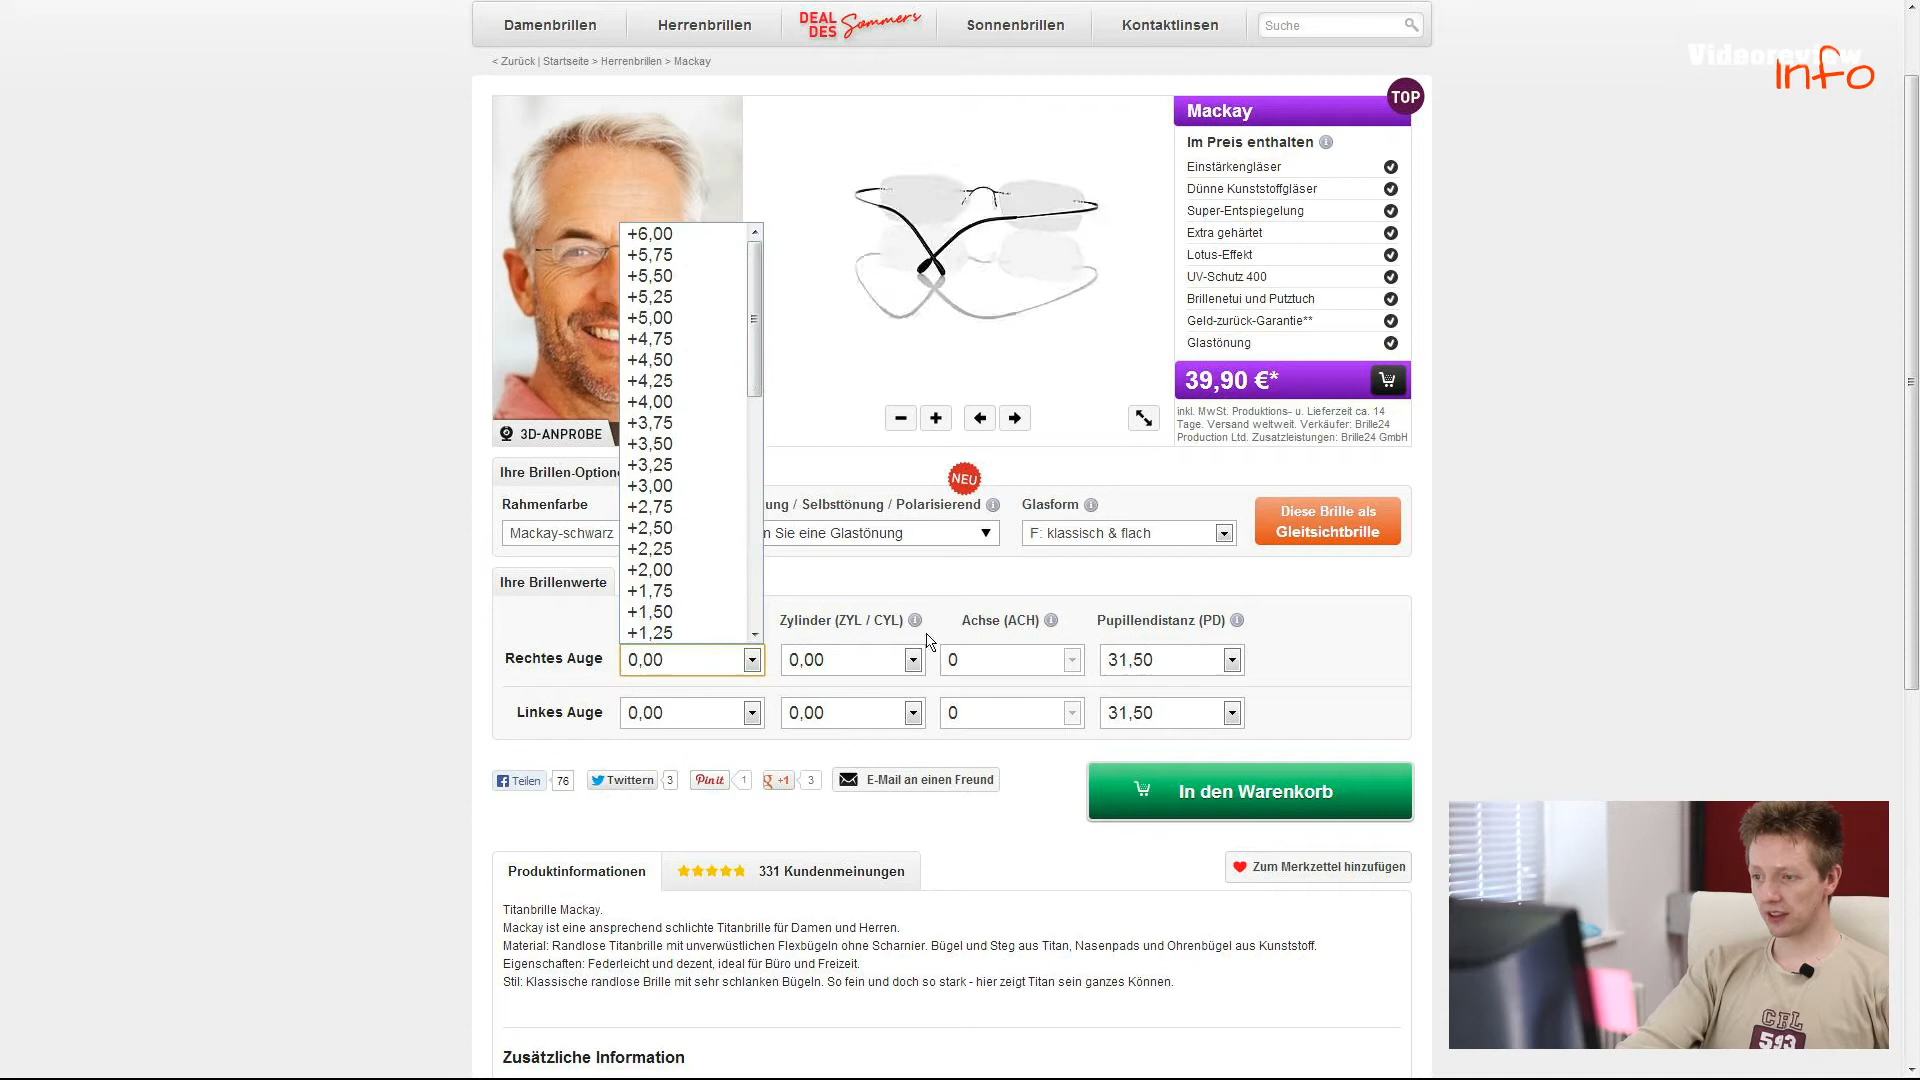 Damenbrillen
Herrenbrillen
DEAL DES Sommers
Sonnenbrillen
Kontaktlinsen
Suche
Videoreview
Info
< Zurück | Startseite > Herrenbrillen > Mackay
TOP
Mackay
Im Preis enthalten
Einstärkengläser
Dünne Kunststoffgläser
Super-Entspiegelung
Extra gehärtet
Lotus-Effekt
UV-Schutz 400
Brillenetui und Putztuch
Geld-zurück-Garantie**
Glastönung
39,90 €*
inkl. MwSt. Produktions- u. Lieferzeit ca. 14
Tage. Versand weltweit. Verkäufer: Brille24
Production Ltd. Zusatzleistungen: Brille24 GmbH
3D-ANPROBE
+6,00
+5,75
+5,50
+5,25
+5,00
+4,75
+4,50
+4,25
+4,00
+3,75
+3,50
+3,25
+3,00
+2,75
+2,50
+2,25
+2,00
+1,75
+1,50
+1,25
Ihre Brillen-Optione
NEU
Rahmenfarbe
ung / Selbsttönung / Polarisierend
Glasform
Mackay-schwarz
n Sie eine Glastönung
F: klassisch & flach
Diese Brille als
Gleitsichtbrille
Ihre Brillenwerte
Zylinder (ZYL / CYL)
Achse (ACH)
Pupillendistanz (PD)
Rechtes Auge 0,00 0,00 0 31,50
Linkes Auge 0,00 0,00 0 31,50
Teilen 76
Twittern 3
Pin it 1
g +1 3
E-Mail an einen Freund
In den Warenkorb
Produktinformationen
331 Kundenmeinungen
Zum Merkzettel hinzufügen
Titanbrille Mackay.
Mackay ist eine ansprechend schlichte Titanbrille für Damen und Herren.
Material: Randlose Titanbrille mit unverwüstlichen Flexbügeln ohne Scharnier. Bügel und Steg aus Titan, Nasenpads und Ohrenbügel aus Kunststoff.
Eigenschaften: Federleicht und dezent, ideal für Büro und Freizeit.
Stil: Klassische randlose Brille mit sehr schlanken Bügeln. So fein und doch so stark - hier zeigt Titan sein ganzes Können.
Zusätzliche Information
CRL
593